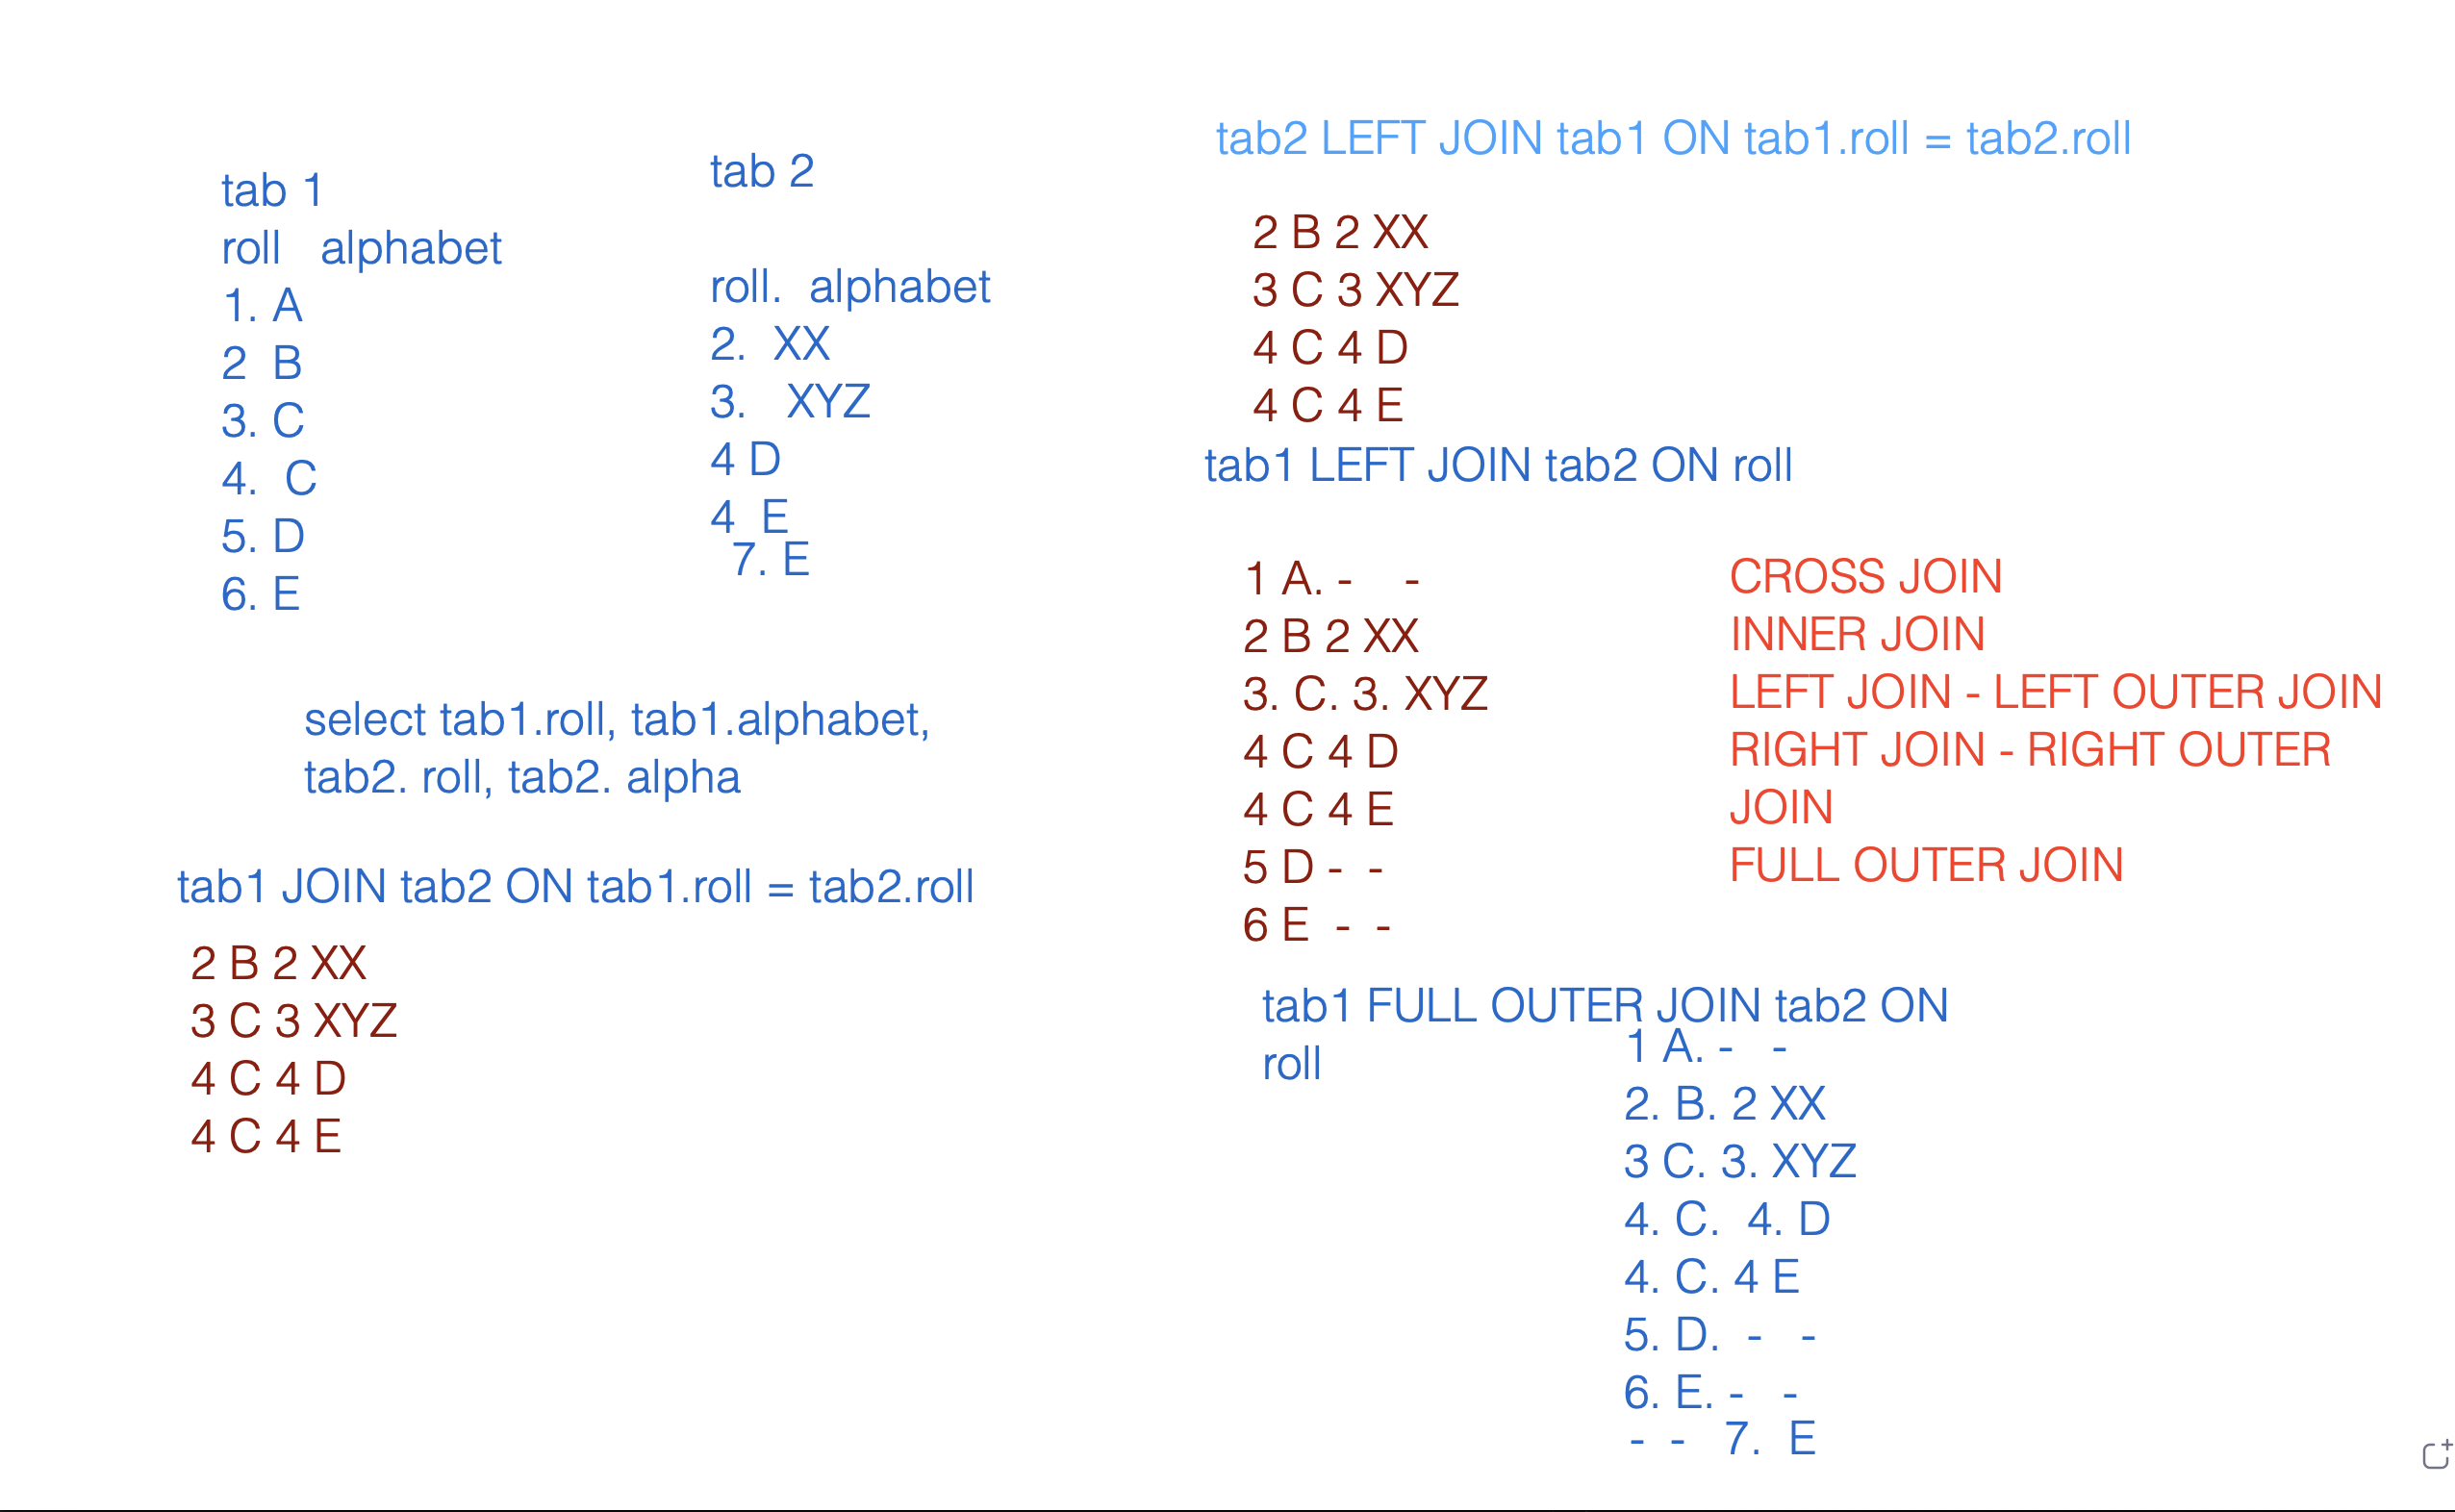 tab 1
roll   alphabet
1. A
2  B
3. C
4.  C
5. D
6. E
tab 2
roll.  alphabet
2.  XX
3.   XYZ
4 D
4  E
7. E
select tab1.roll, tab1.alphabet,
tab2. roll, tab2. alpha
tab1 JOIN tab2 ON tab1.roll = tab2.roll
2 B 2 XX
3 C 3 XYZ
4 C 4 D
4 C 4 E
tab2 LEFT JOIN tab1 ON tab1.roll = tab2.roll
2 B 2 XX
3 C 3 XYZ
4 C 4 D
4 C 4 E
tab1 LEFT JOIN tab2 ON roll
1 A. -    -
2 B 2 XX
3. C. 3. XYZ
4 C 4 D
4 C 4 E
5 D -  -
6 E  -  -
CROSS JOIN
INNER JOIN
LEFT JOIN - LEFT OUTER JOIN
RIGHT JOIN - RIGHT OUTER
JOIN
FULL OUTER JOIN
tab1 FULL OUTER JOIN tab2 ON
roll
1 A. -   -
2. B. 2 XX
3 C. 3. XYZ
4. C.  4. D
4. C. 4 E
5. D.  -   -
6. E. -   -
-  -   7.  E